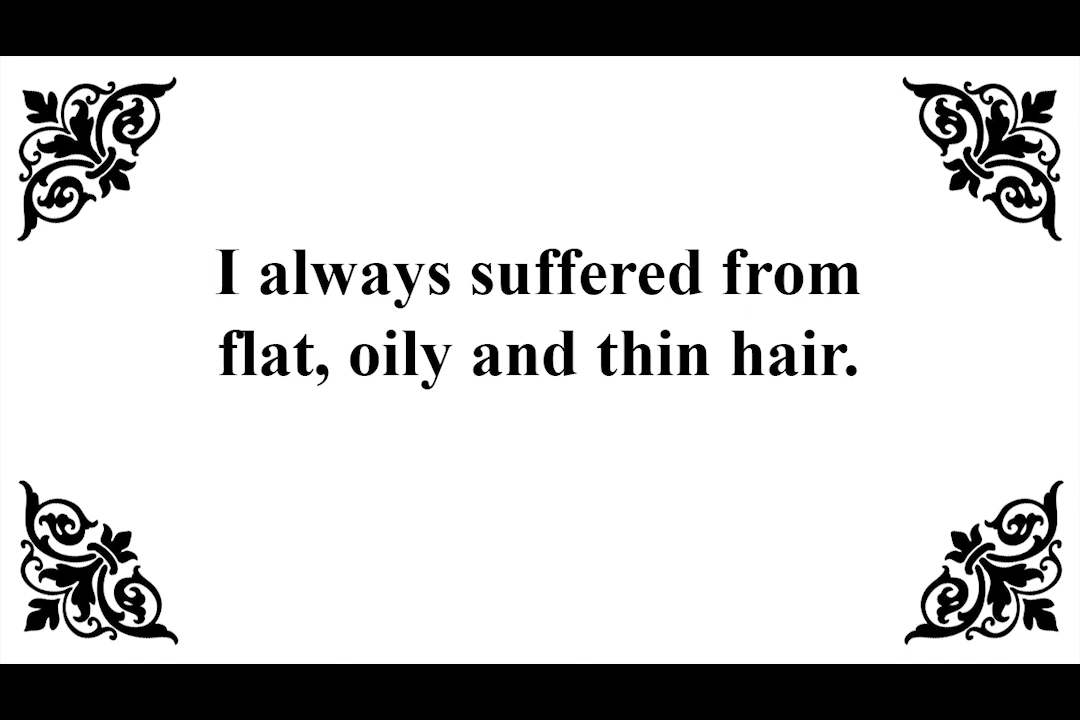 I always suffered from
flat, oily and thin hair.